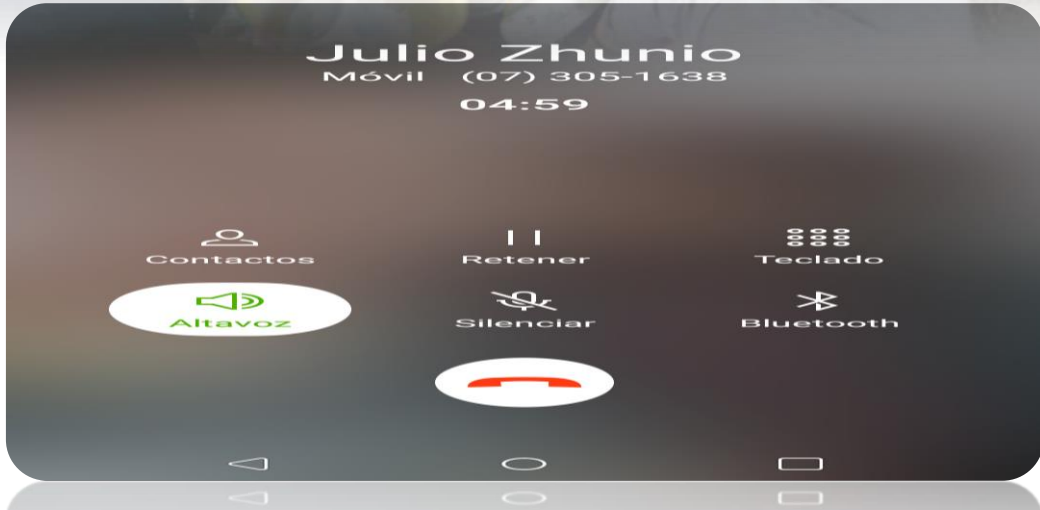 Julio Zhunio
Móvil (07) 305-1638
04:59
Contactos Retener Teclado
Altavoz Silenciar Bluetooth